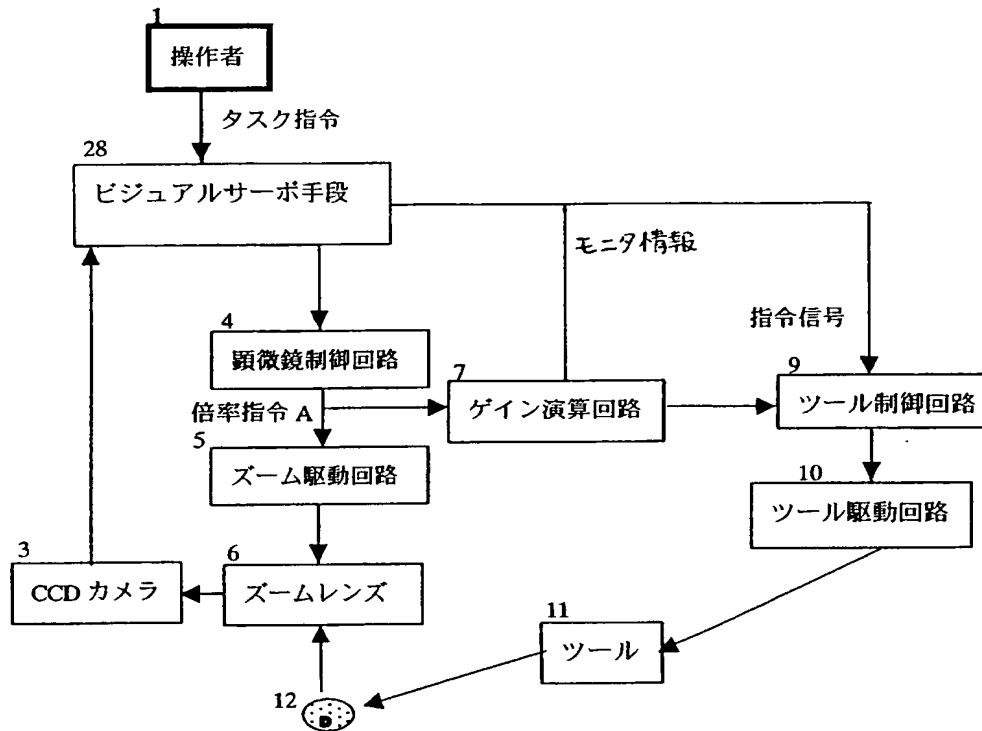 1
操作者
タスク指令
28
ビジュアルサーボ手段
モニタ情報
指令信号
4
顕微鏡制御回路
7
ゲイン演算回路
9
ツール制御回路
倍率指令 A
5
ズーム駆動回路
10
ツール駆動回路
3
CCD カメラ
6
ズームレンズ
11
ツール
12
D